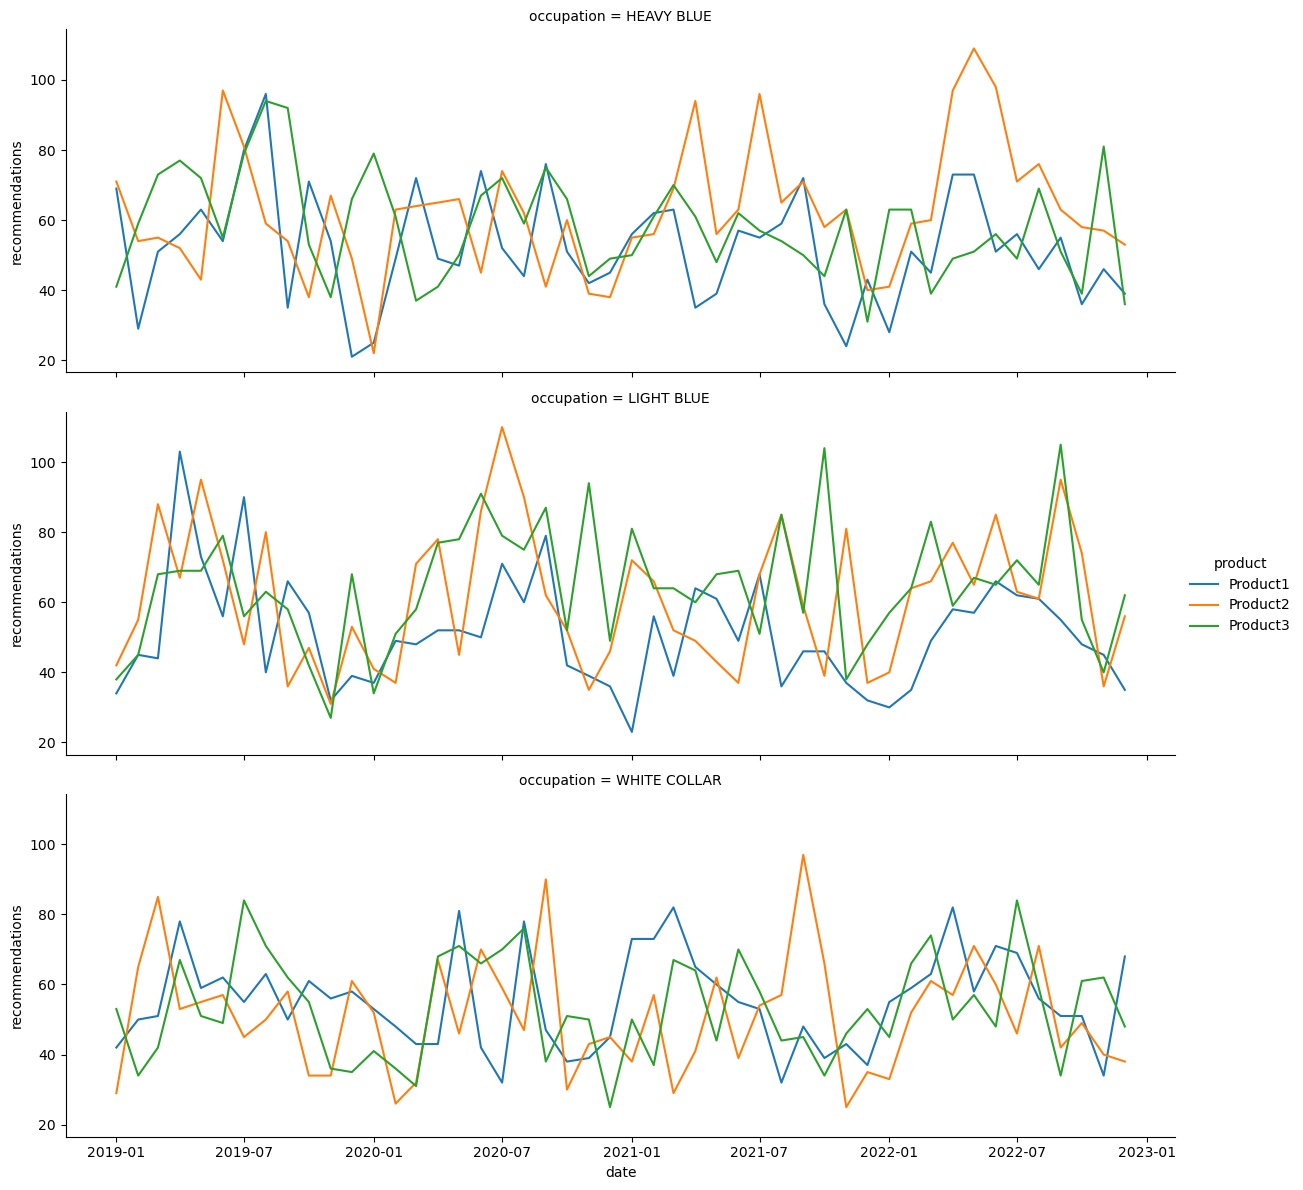 occupation = HEAVY BLUE
recommendations
100
80
60
40
20
occupation = LIGHT BLUE
recommendations
100
80
60
40
20
product
Product1
Product2
Product3
occupation = WHITE COLLAR
recommendations
100
80
60
40
20
2019-01 2019-07 2020-01 2020-07 2021-01 2021-07 2022-01 2022-07 2023-01
date